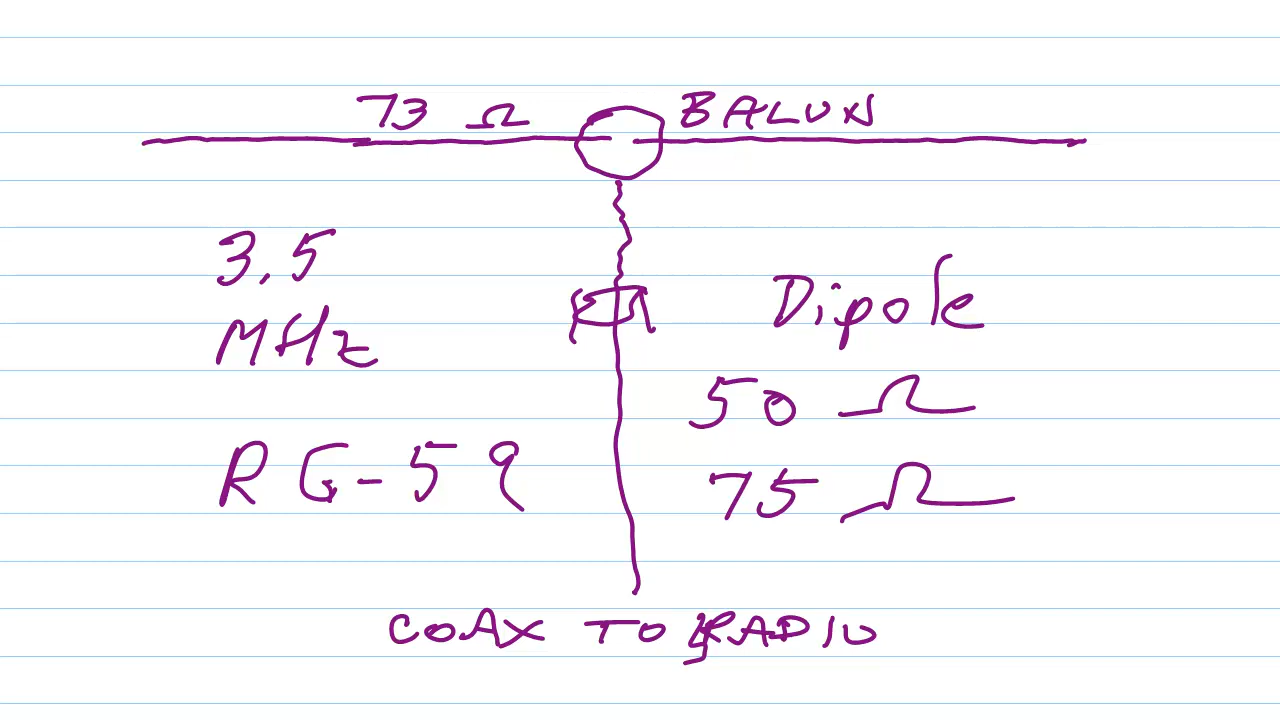 73 Ω BALUN
3.5
MHz
RG-59
Dipole
50 Ω
75 Ω
COAX TO RADIO